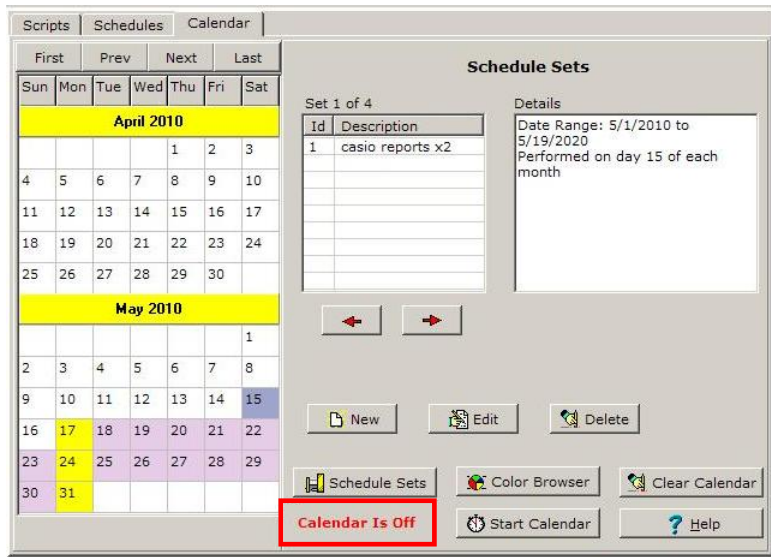 Scripts Schedules Calendar
First Prev Next Last
Sun Mon Tue Wed Thu Fri Sat
April 2010
1 2 3
4 5 6 7 8 9 10
11 12 13 14 15 16 17
18 19 20 21 22 23 24
25 26 27 28 29 30
May 2010
1
2 3 4 5 6 7 8
9 10 11 12 13 14 15
16 17 18 19 20 21 22
23 24 25 26 27 28 29
30 31
Schedule Sets
Set 1 of 4
Id Description
1 casio reports x2
Details
Date Range: 5/1/2010 to
5/19/2020
Performed on day 15 of each
month
New Edit Delete
Schedule Sets Color Browser Clear Calendar
Calendar Is Off Start Calendar ? Help